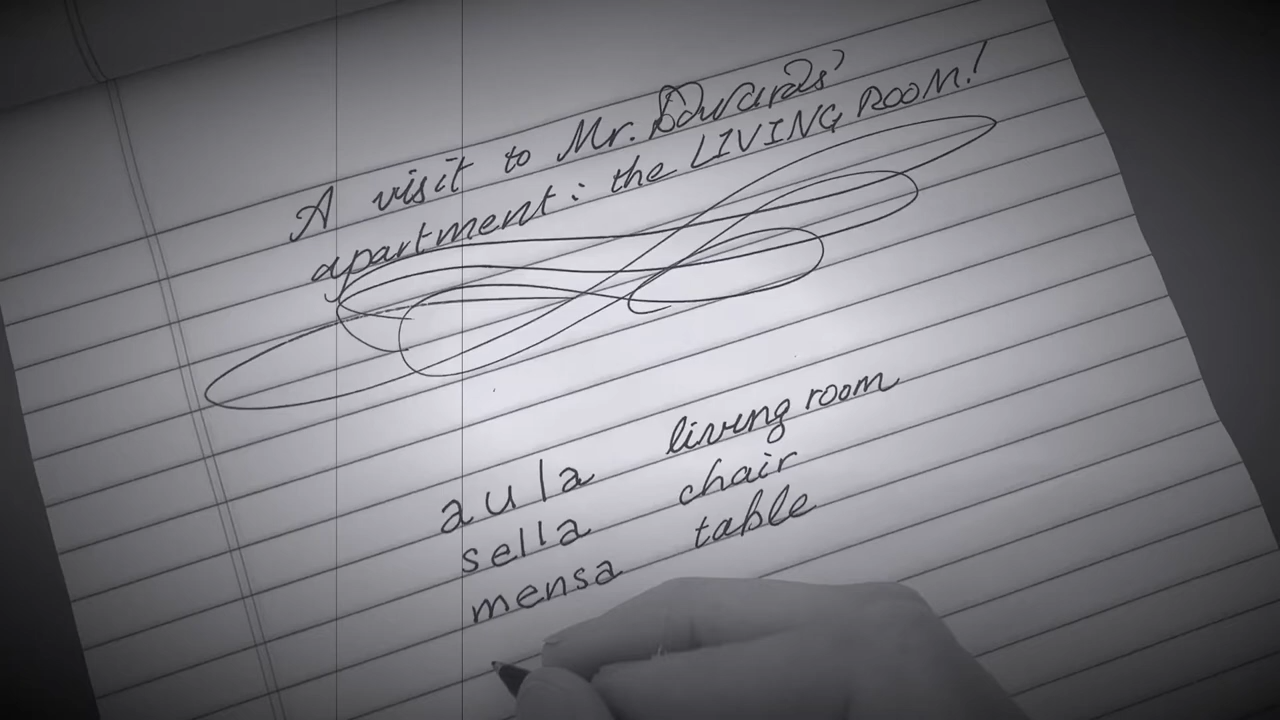 A visit to Mr. Edwards'
apartment: the LIVING ROOM!
aula living room
sella chair
mensa table